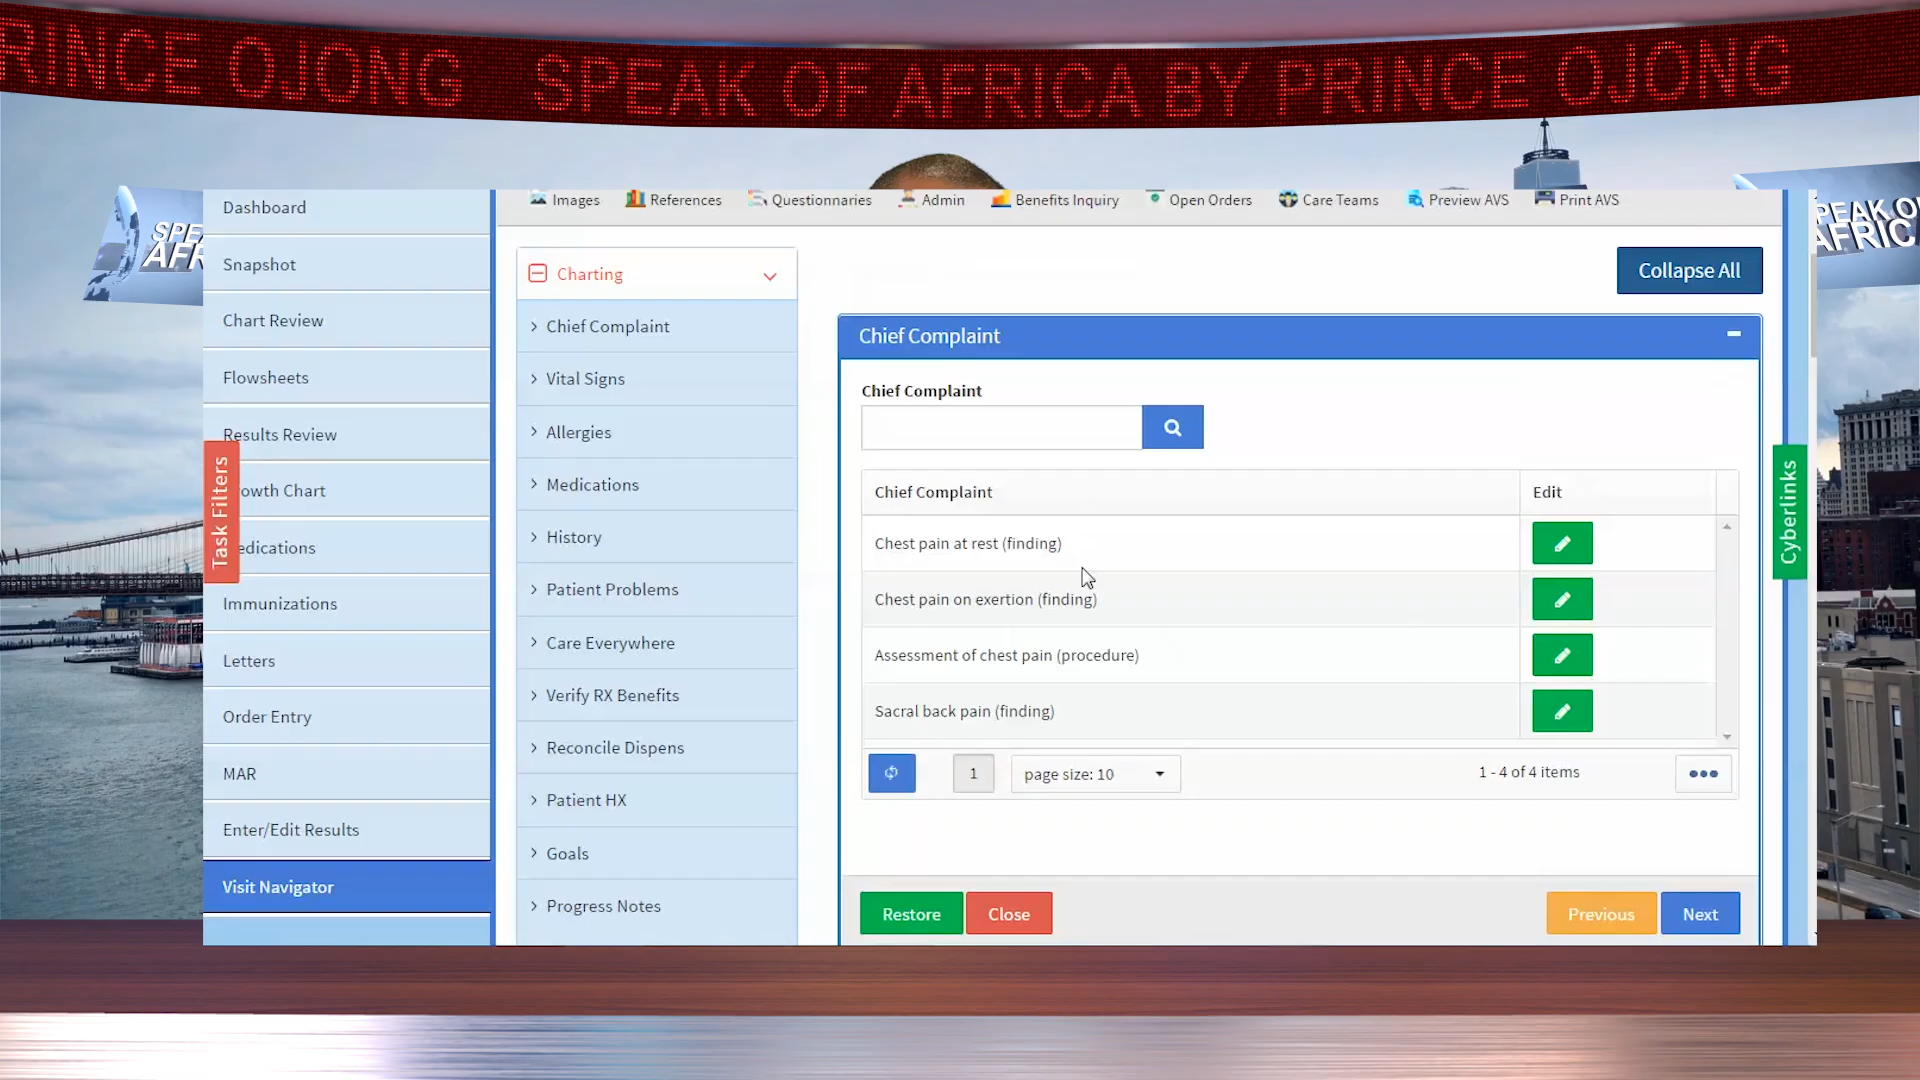 RINCE OJONG SPEAK OF AFRICA BY PRINCE OJONG
SPE
AFR
PEAK O
AFRIC
Images References Questionnaries Admin Benefits Inquiry Open Orders Care Teams Preview AVS Print AVS
Dashboard
Snapshot
Chart Review
Flowsheets
Results Review
owth Chart
edications
Immunizations
Letters
Order Entry
MAR
Enter/Edit Results
Visit Navigator
Task Filters
Charting
Chief Complaint
Vital Signs
Allergies
Medications
History
Patient Problems
Care Everywhere
Verify RX Benefits
Reconcile Dispens
Patient HX
Goals
Progress Notes
Collapse All
Chief Complaint
Chief Complaint
Chief Complaint Edit
Chest pain at rest (finding)
Chest pain on exertion (finding)
Assessment of chest pain (procedure)
Sacral back pain (finding)
1 page size: 10 1 - 4 of 4 items
Restore Close Previous Next
Cyberlinks